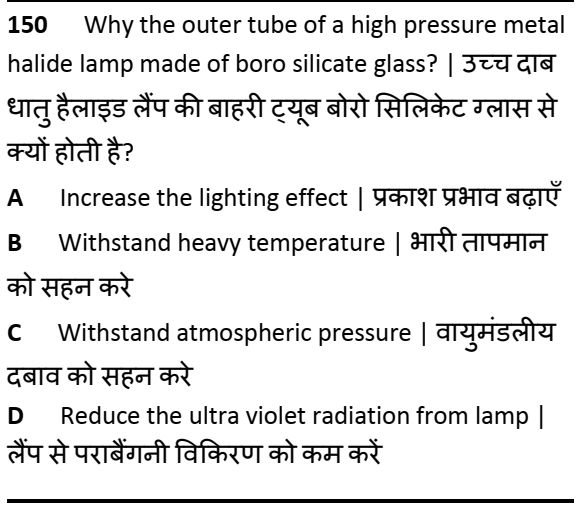 150 Why the outer tube of a high pressure metal
halide lamp made of boro silicate glass? | उच्च दाब
धातु हैलाइड लैंप की बाहरी ट्यूब बोरो सिलिकेट ग्लास से
क्यों होती है?
A Increase the lighting effect | प्रकाश प्रभाव बढ़ाएँ
B Withstand heavy temperature | भारी तापमान
को सहन करे
C Withstand atmospheric pressure | वायुमंडलीय
दबाव को सहन करे
D Reduce the ultra violet radiation from lamp |
लैंप से पराबैंगनी विकिरण को कम करें